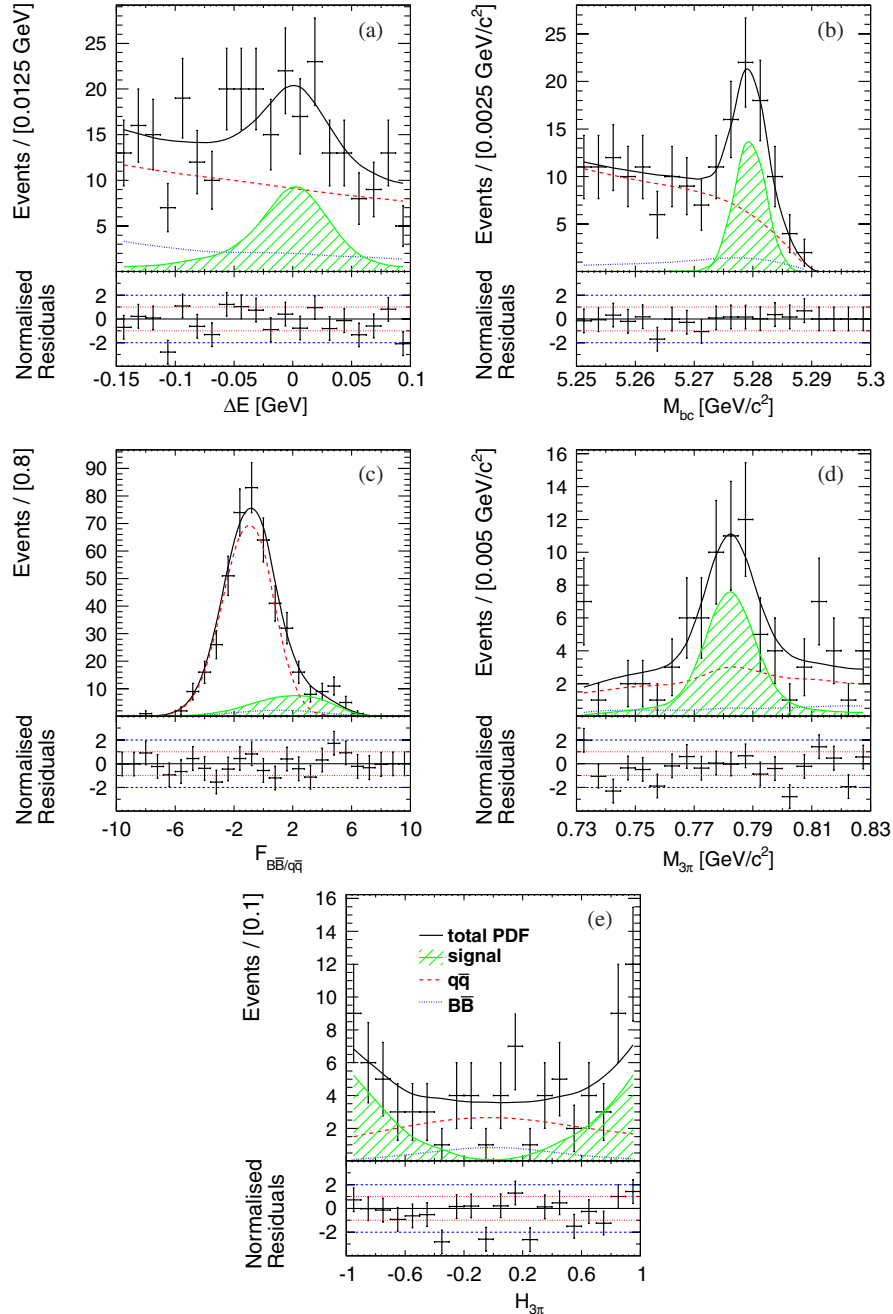 (a)
Events / [0.0125 GeV]
25
20
15
10
5
Normalised
Residuals
2
0
-2
-0.15 -0.1 -0.05 0 0.05 0.1
ΔE [GeV]
(b)
Events / [0.0025 GeV/c²]
25
20
15
10
5
Normalised
Residuals
2
0
-2
5.25 5.26 5.27 5.28 5.29 5.3
M_bc [GeV/c²]
(c)
Events / [0.8]
90
80
70
60
50
40
30
20
10
Normalised
Residuals
2
0
-2
-10 -6 -2 2 6 10
F_BB̅/qq̅
(d)
Events / [0.005 GeV/c²]
16
14
12
10
8
6
4
2
Normalised
Residuals
2
0
-2
0.73 0.75 0.77 0.79 0.81 0.83
M_3π [GeV/c²]
(e)
Events / [0.1]
16
14
12
10
8
6
4
2
total PDF
signal
qq̅
BB̅
Normalised
Residuals
2
0
-2
-1 -0.6 -0.2 0.2 0.6 1
H_3π